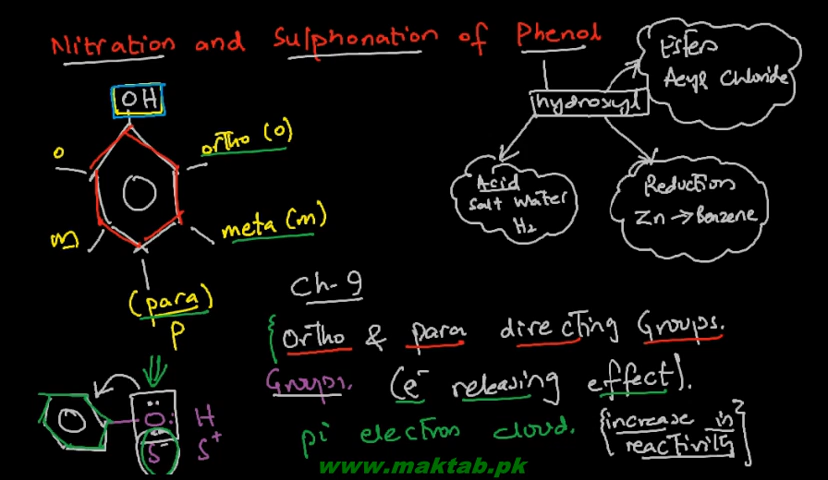 Nitration and Sulphonation of Phenol
OH
o
ortho (o)
m
meta (m)
(para)
P
hydroxyl
Esters
Acyl Chloride
Acid
Salt Water
H₂
Reduction
Zn → Benzene
Ch-9
Ortho & para directing Groups.
Groups. (e⁻ releasing effect).
pi electron cloud. {increase in reactivity}
:O: H
δ⁻ δ⁺
www.maktab.pk